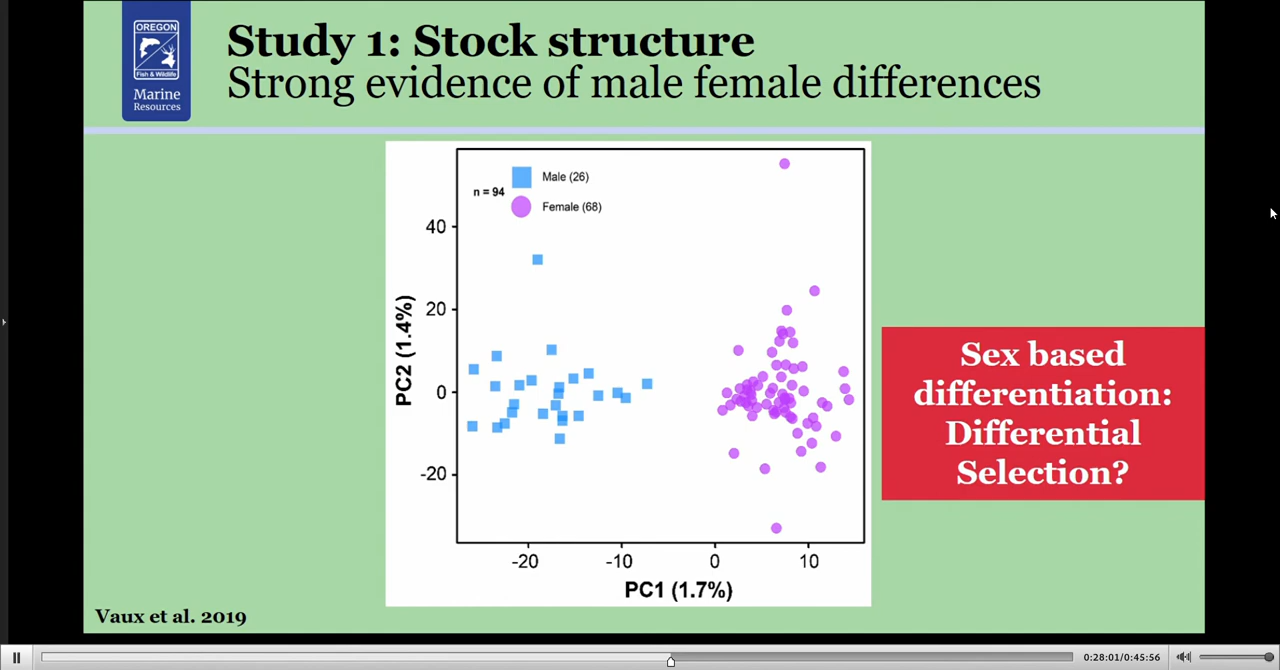 OREGON
Fish & Wildlife
Marine
Resources
Study 1: Stock structure
Strong evidence of male female differences
n = 94
Male (26)
Female (68)
40
20
0
-20
PC2 (1.4%)
-20
-10
0
10
PC1 (1.7%)
Sex based
differentiation:
Differential
Selection?
Vaux et al. 2019
0:28:01/0:45:56